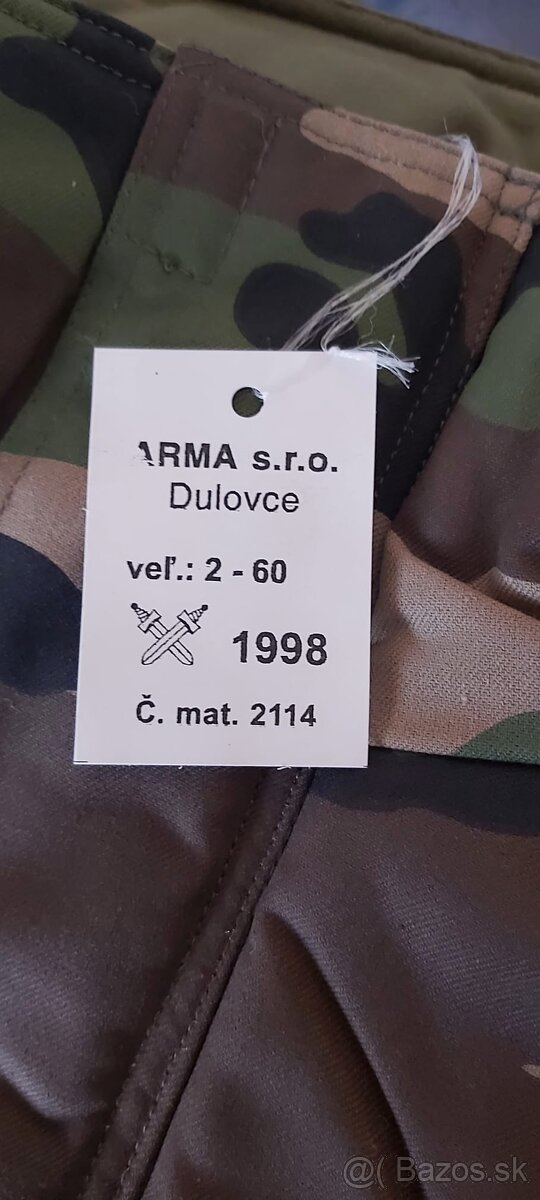 ARMA s.r.o.
Dulovce
veľ.: 2 - 60
1998
Č. mat. 2114
@( Bazos.sk